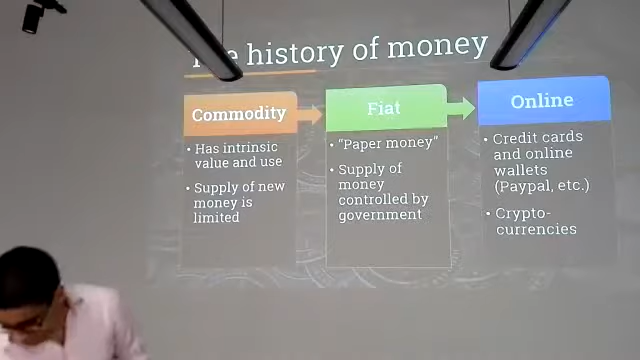 history of money
Commodity
• Has intrinsic
value and use
• Supply of new
money is
limited
Fiat
• "Paper money"
• Supply of
money
controlled by
government
Online
• Credit cards
and online
wallets
(Paypal, etc.)
• Crypto-
currencies